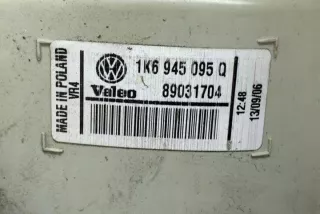 MADE IN POLAND
VR4
1K6 945 095 Q
Valeo 89031704
12:48
13/09/06